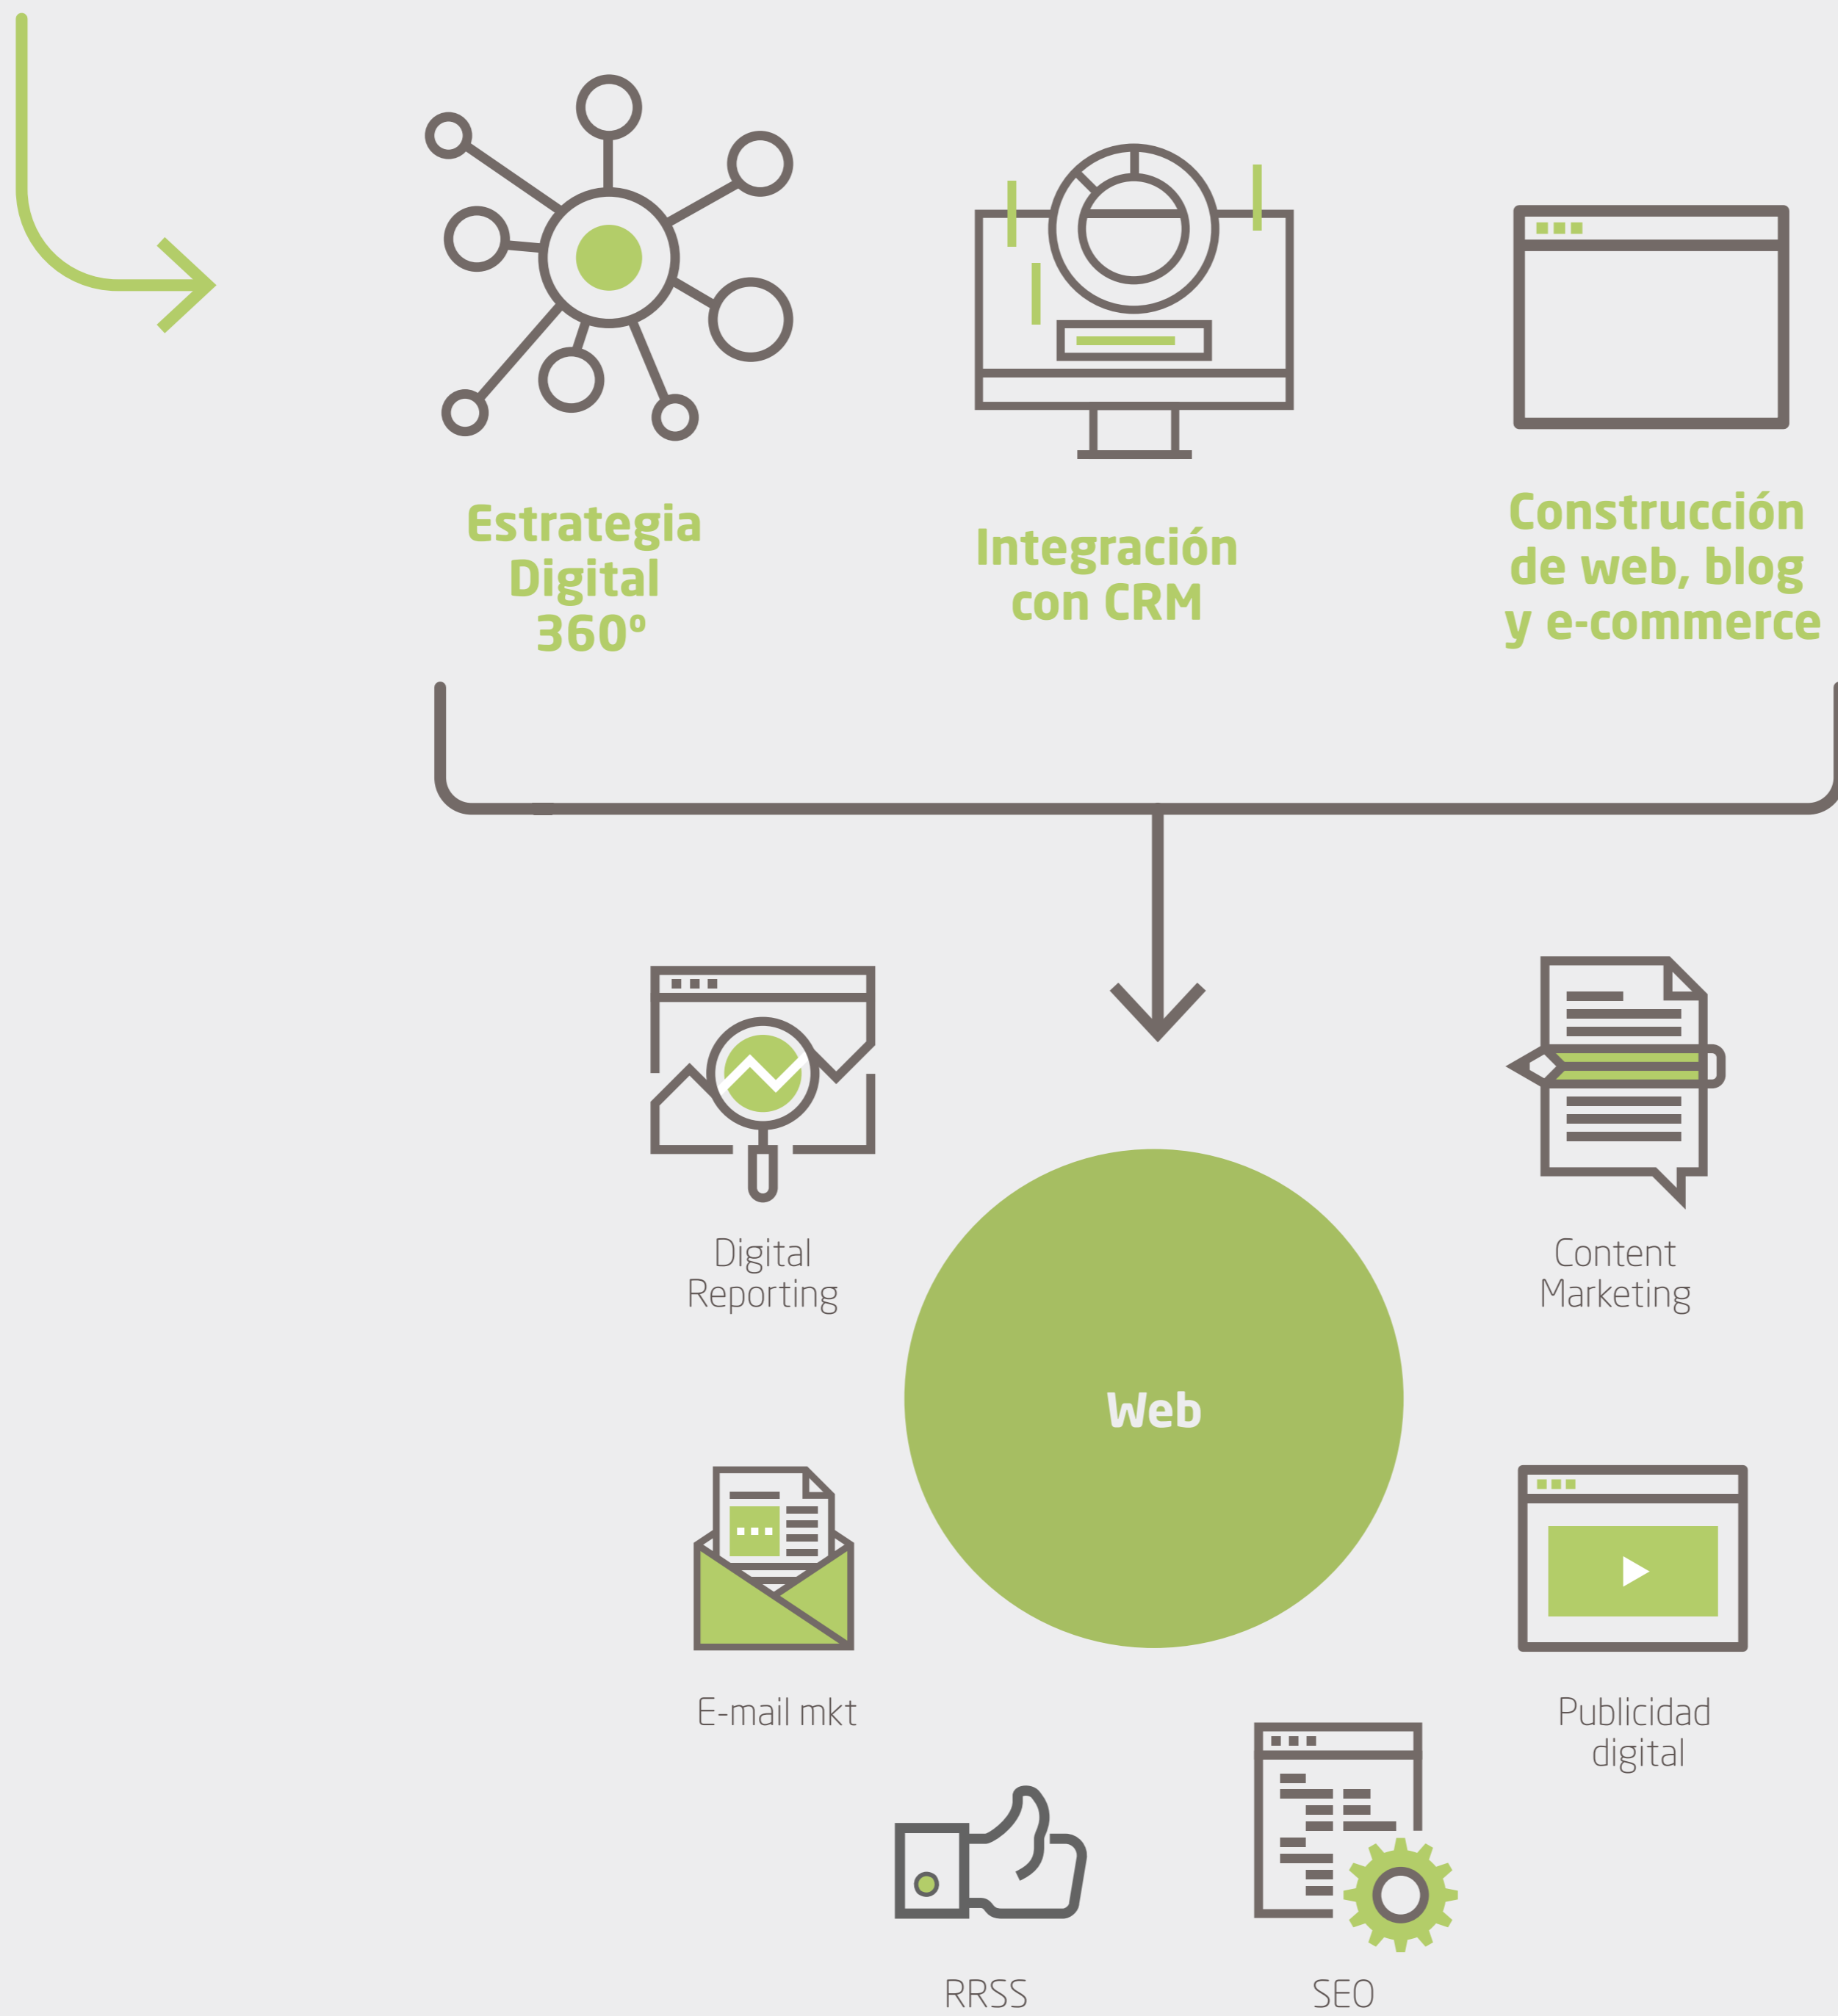 Estrategia
Digital
360º
Integración
con CRM
Construcción
de web, blog
y e-commerce
Digital
Reporting
Content
Marketing
Web
E-mail mkt
Publicidad
digital
RRSS
SEO